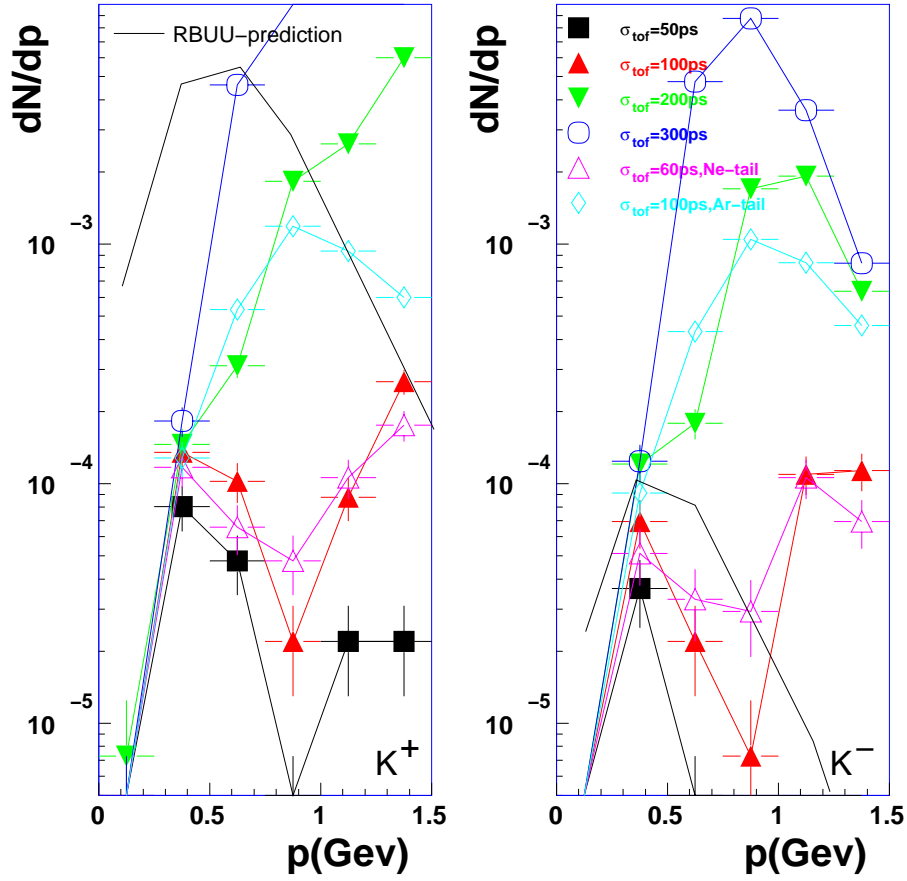 dN/dp
RBUU-prediction
10⁻³
10⁻⁴
10⁻⁵
K⁺
0 0.5 1 1.5
p(Gev)
dN/dp
σtof=50ps
σtof=100ps
σtof=200ps
σtof=300ps
σtof=60ps,Ne-tail
σtof=100ps,Ar-tail
10⁻³
10⁻⁴
10⁻⁵
K⁻
0 0.5 1 1.5
p(Gev)